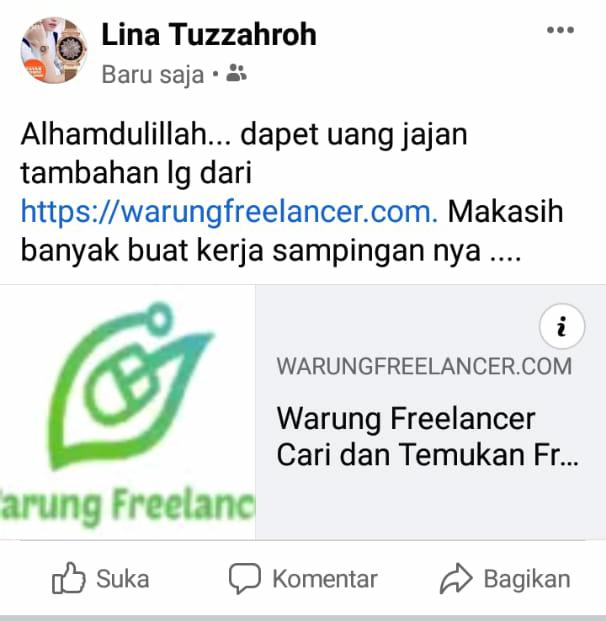 Lina Tuzzahroh
Baru saja
Alhamdulillah... dapet uang jajan
tambahan lg dari
https://warungfreelancer.com. Makasih
banyak buat kerja sampingan nya ....
arung Freelanc
WARUNGFREELANCER.COM
Warung Freelancer
Cari dan Temukan Fr...
Suka
Komentar
Bagikan